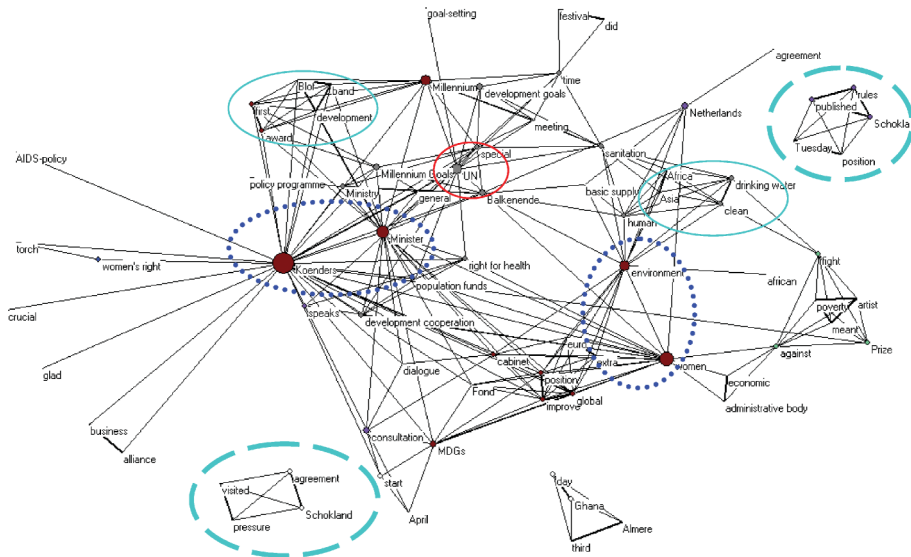 goal-setting
festival
did
agreement
time
Blof
band
Millennium
development goals
rules
published
Schokla
first
development
Netherlands
award
meeting
Tuesday
position
special
sanitation
AIDS-policy
UN
Africa
drinking water
policy programme
Millennium Goals
Ministry
general
Balkenende
basic supply
Asia
clean
human
Minister
torch
women's right
Koenders
right for health
environment
fight
population funds
african
crucial
speaks
development cooperation
poverty
artist
meant
euro
cabinet
extra
against
Prize
glad
dialogue
position
women
economic
Fond
improve
global
administrative body
business
consultation
MDGs
alliance
agreement
start
day
visited
Ghana
Schokland
pressure
April
Almere
third